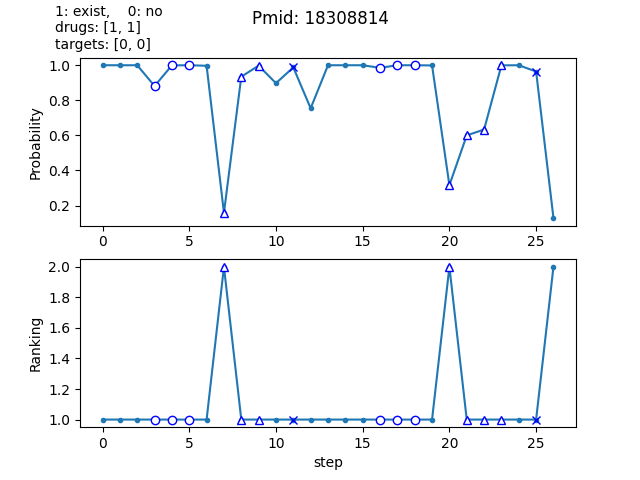 1: exist,    0: no
drugs: [1, 1]
targets: [0, 0]
Pmid: 18308814
1.0
0.8
0.6
0.4
0.2
Probability
0 5 10 15 20 25
2.0
1.8
1.6
1.4
1.2
1.0
Ranking
0 5 10 15 20 25
step